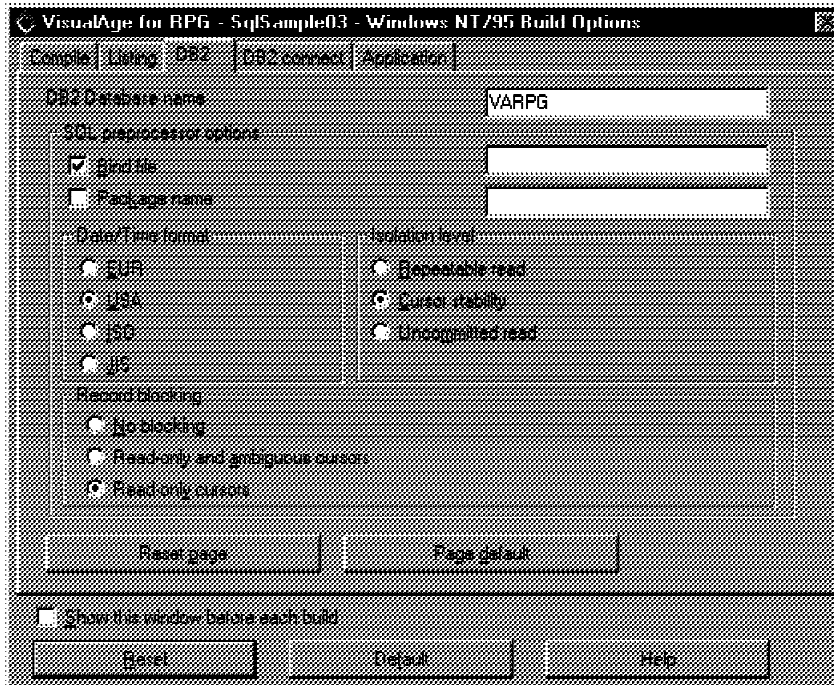 VisualAge for RPG - SqlSample03 - Windows NT/95 Build Options
Compile Listing DB2 DB2 connect Application
DB2 Database name VARPG
SQL preprocessor options
Bind file
Package name
Date/Time format
EUR
USA
ISO
JIS
Isolation level
Repeatable read
Cursor stability
Uncommitted read
Record blocking
No blocking
Read-only and ambiguous cursors
Read-only cursors
Reset page Page default
Show this window before each build
Reset Default Help